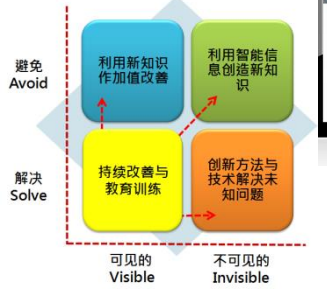 避免
Avoid
利用新知识
作加值改善
利用智能信
息创造新知
识
解决
Solve
持续改善与
教育训练
创新方法与
技术解决未
知问题
可见的
Visible
不可见的
Invisible